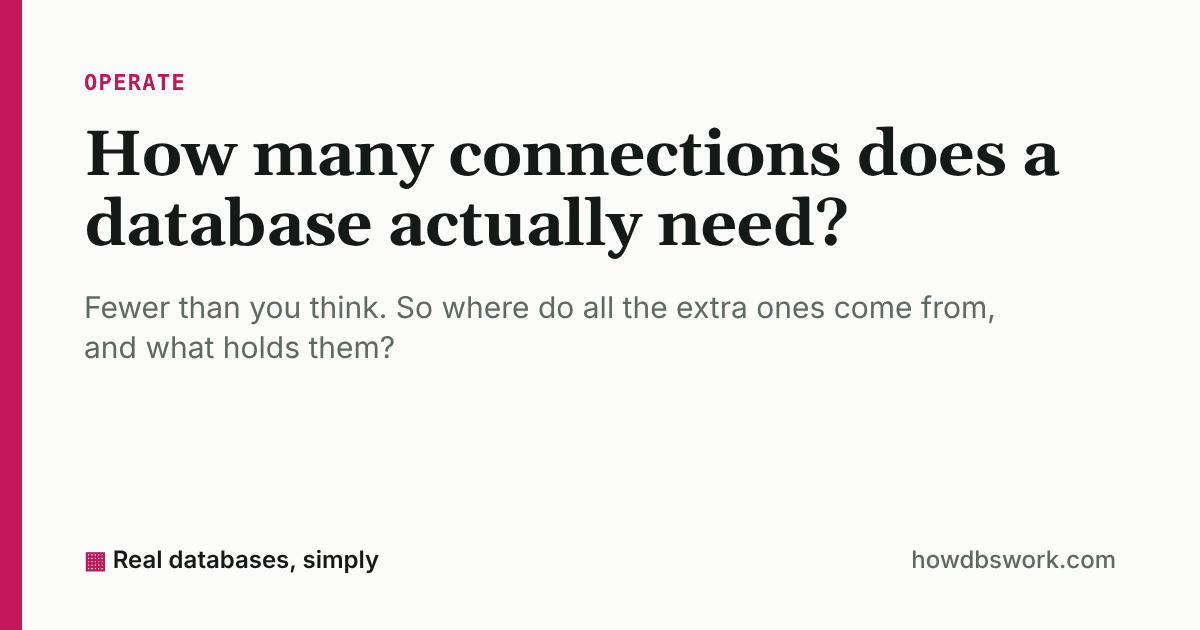 OPERATE
How many connections does a
database actually need?
Fewer than you think. So where do all the extra ones come from,
and what holds them?
▦ Real databases, simply
howdbswork.com